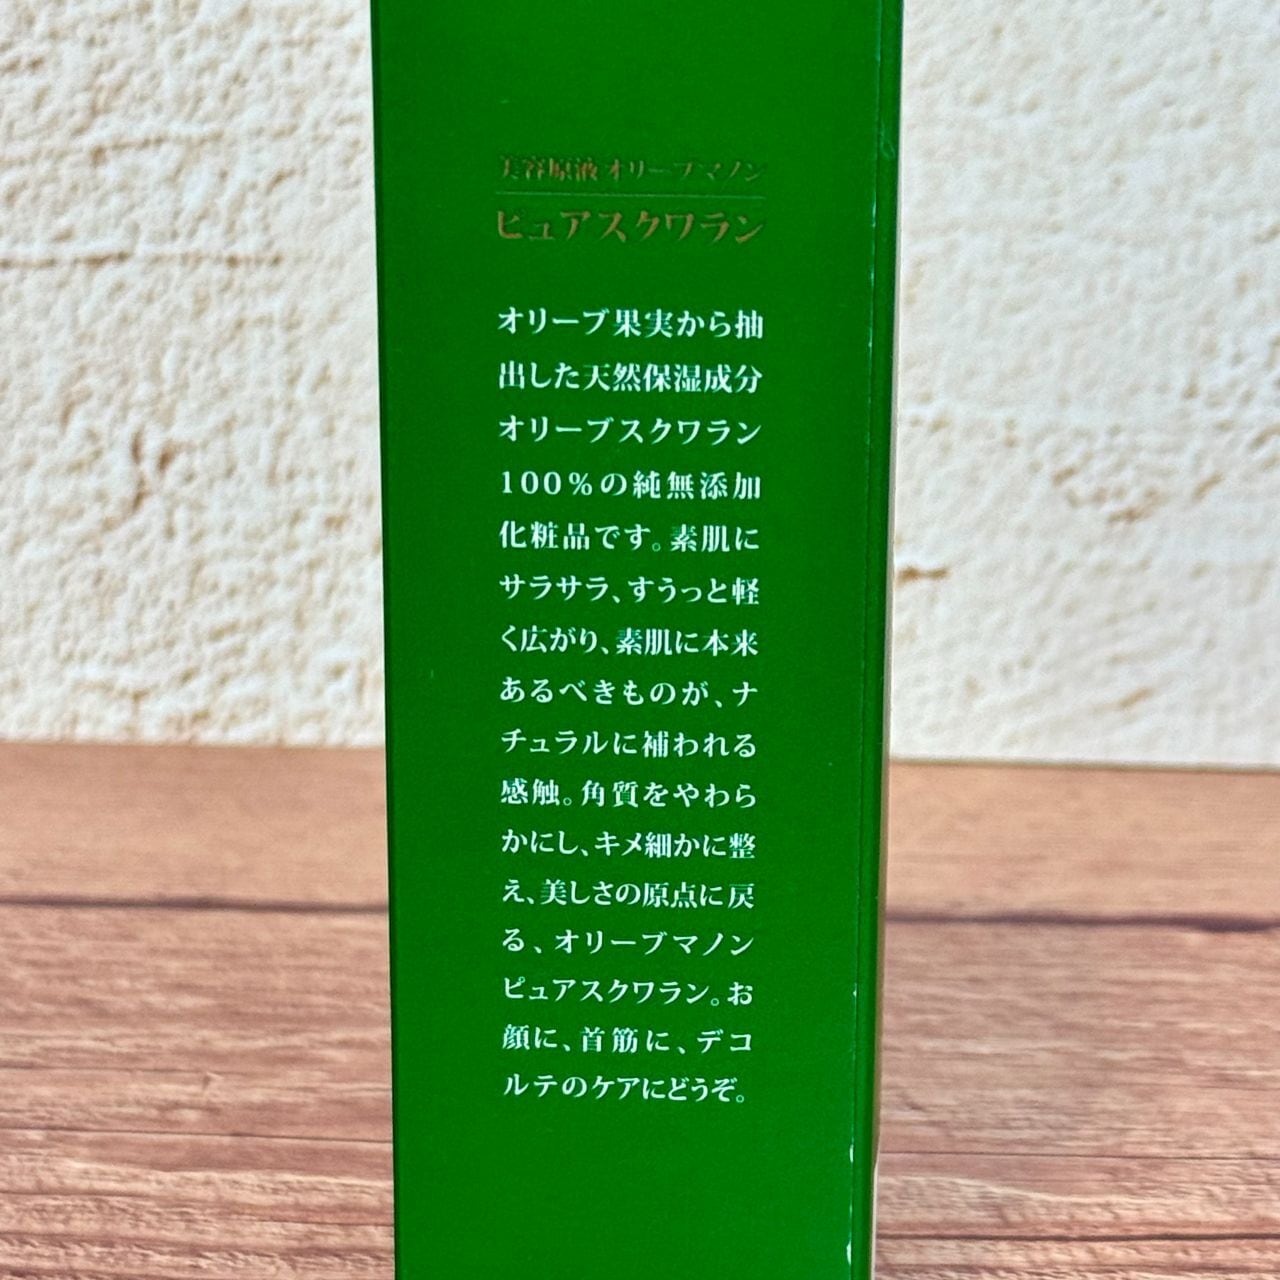 美容原液 オリーブマノン
ピュアスクワラン
オリーブ果実から抽
出した天然保湿成分
オリーブスクワラン
100%の純無添加
化粧品です。素肌に
サラサラ、すうっと軽
く広がり、素肌に本来
あるべきものが、ナ
チュラルに補われる
感触。角質をやわら
かにし、キメ細かに整
え、美しさの原点に戻
る、オリーブマノン
ピュアスクワラン。お
顔に、首筋に、デコ
ルテのケアにどうぞ。